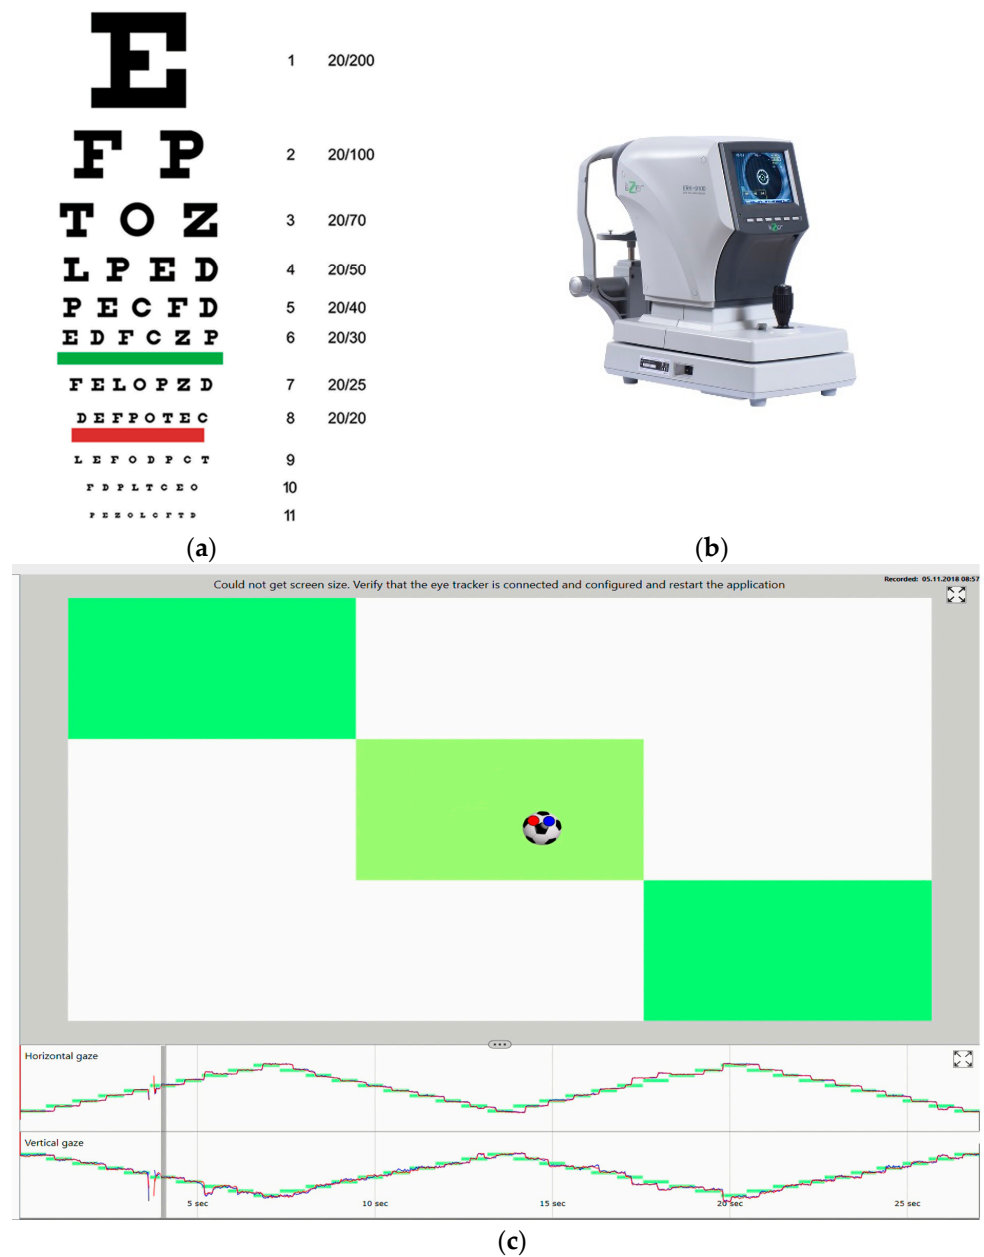 E 1 20/200
F P 2 20/100
T O Z 3 20/70
L P E D 4 20/50
P E C F D 5 20/40
E D F C Z P 6 20/30
F E L O P Z D 7 20/25
D E F P O T E C 8 20/20
L E F O D P C T 9
F D P L T C E O 10
P E Z O L C F T D 11
(a)
(b)
Could not get screen size. Verify that the eye tracker is connected and configured and restart the application
Recorded: 05.11.2018 08:57
Horizontal gaze
Vertical gaze
5 sec 10 sec 15 sec 20 sec 25 sec
(c)